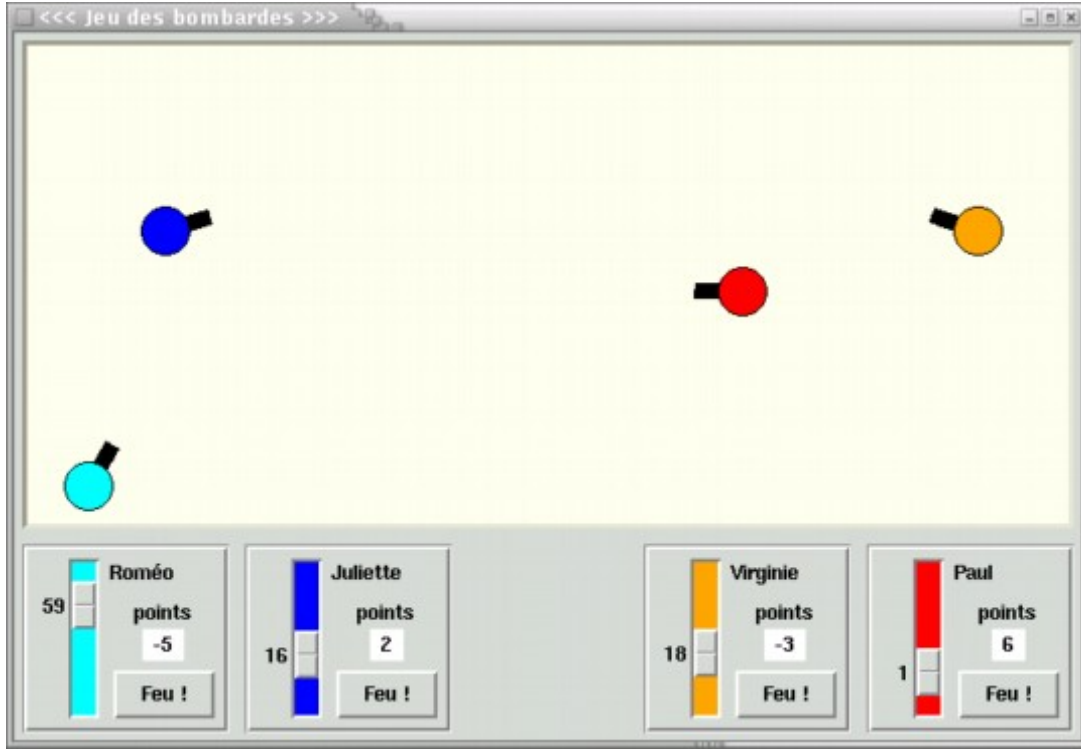 <<< Jeu des bombardes >>>
Roméo
59
points
-5
Feu !
Juliette
points
2
16
Feu !
Virginie
points
-3
18
Feu !
Paul
points
6
1
Feu !